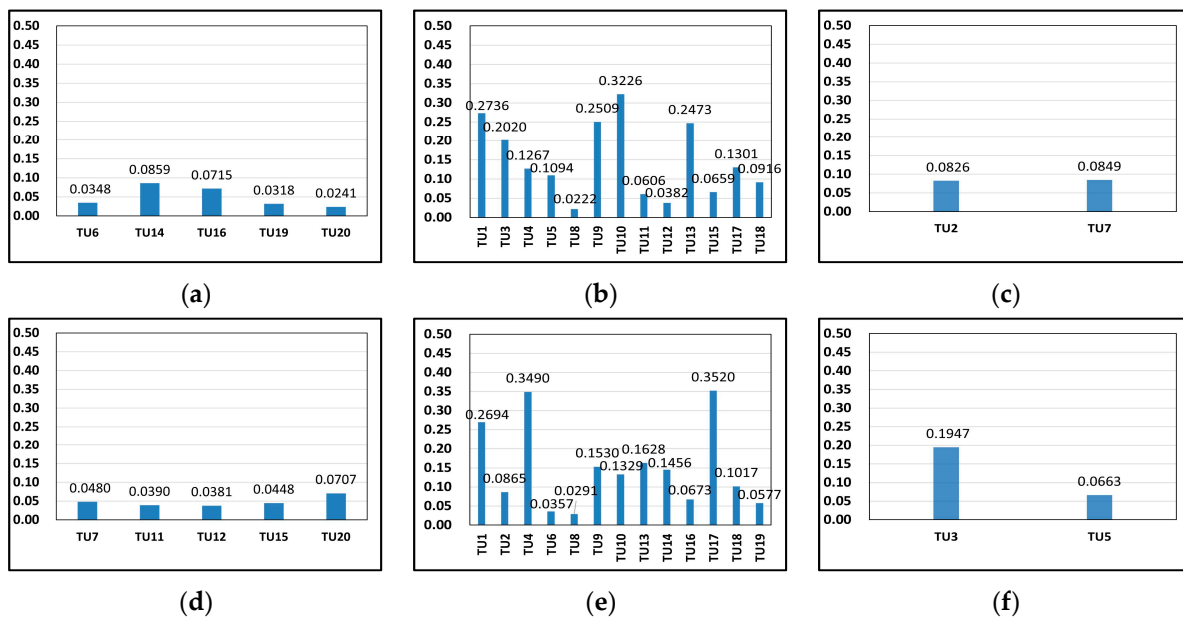 0.50
0.45
0.40
0.35
0.30
0.25
0.20
0.15
0.10
0.05
0.00
0.0348
0.0859
0.0715
0.0318
0.0241
TU6 TU14 TU16 TU19 TU20
(a)
0.50
0.45
0.40
0.35
0.30
0.25
0.20
0.15
0.10
0.05
0.00
0.2736
0.2020
0.1267
0.1094
0.0222
0.2509
0.3226
0.0606
0.0382
0.2473
0.0659
0.1301
0.0916
TU1
TU3
TU4
TU5
TU8
TU9
TU10
TU11
TU12
TU13
TU15
TU17
TU18
(b)
0.50
0.45
0.40
0.35
0.30
0.25
0.20
0.15
0.10
0.05
0.00
0.0826
0.0849
TU2 TU7
(c)
0.50
0.45
0.40
0.35
0.30
0.25
0.20
0.15
0.10
0.05
0.00
0.0480
0.0390
0.0381
0.0448
0.0707
TU7 TU11 TU12 TU15 TU20
(d)
0.50
0.45
0.40
0.35
0.30
0.25
0.20
0.15
0.10
0.05
0.00
0.2694
0.0865
0.3490
0.0357
0.0291
0.1530
0.1329
0.1628
0.1456
0.0673
0.3520
0.1017
0.0577
TU1
TU2
TU4
TU6
TU8
TU9
TU10
TU13
TU14
TU16
TU17
TU18
TU19
(e)
0.50
0.45
0.40
0.35
0.30
0.25
0.20
0.15
0.10
0.05
0.00
0.1947
0.0663
TU3 TU5
(f)